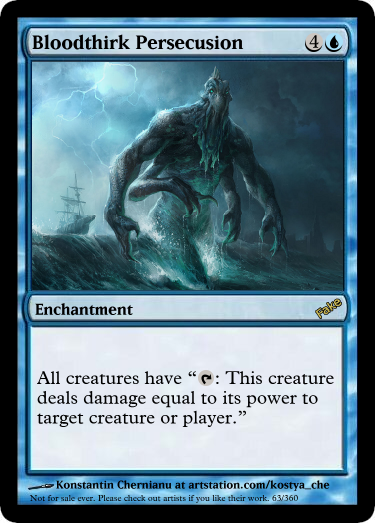 Bloodthirk Persecusion 4
Enchantment
Fake
All creatures have “: This creature
deals damage equal to its power to
target creature or player.”
Konstantin Chernianu at artstation.com/kostya_che
Not for sale ever. Please check out artists if you like their work. 63/360